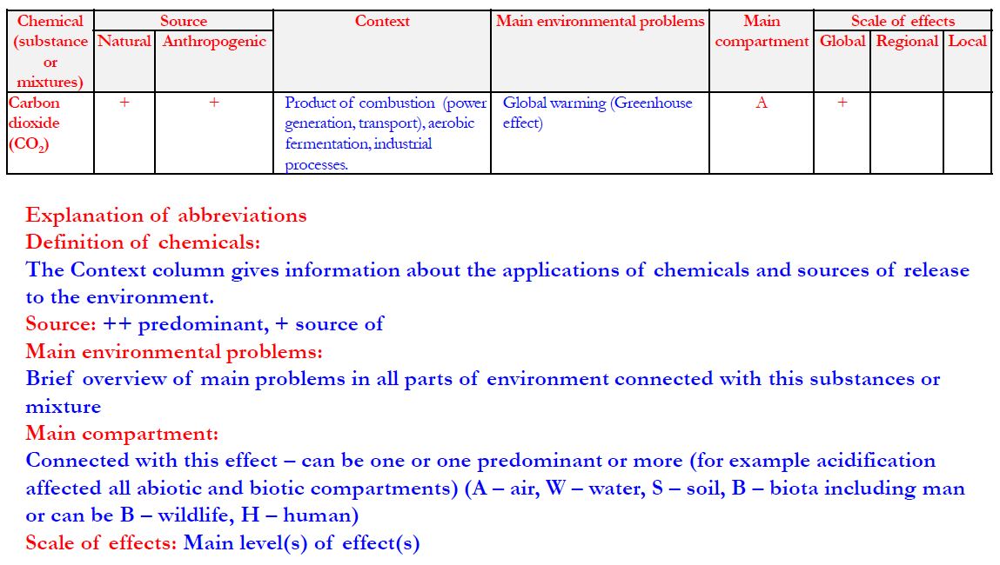 Chemical Source Context Main environmental problems Main Scale of effects
(substance Natural Anthropogenic compartment Global Regional Local
or
mixtures)
Carbon + + Product of combustion (power Global warming (Greenhouse A +
dioxide generation, transport), aerobic effect)
(CO₂) fermentation, industrial
processes.
Explanation of abbreviations
Definition of chemicals:
The Context column gives information about the applications of chemicals and sources of release
to the environment.
Source: ++ predominant, + source of
Main environmental problems:
Brief overview of main problems in all parts of environment connected with this substances or
mixture
Main compartment:
Connected with this effect – can be one or one predominant or more (for example acidification
affected all abiotic and biotic compartments) (A – air, W – water, S – soil, B – biota including man
or can be B – wildlife, H – human)
Scale of effects: Main level(s) of effect(s)